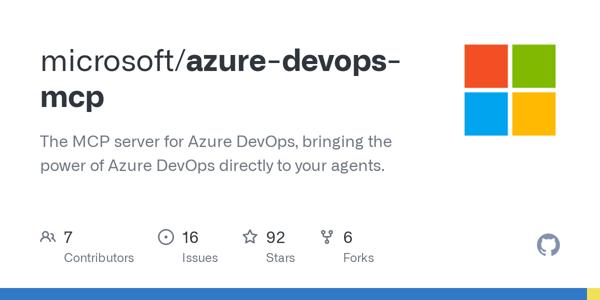 microsoft/azure-devops-
mcp
The MCP server for Azure DevOps, bringing the
power of Azure DevOps directly to your agents.
7 16 92 6
Contributors Issues Stars Forks